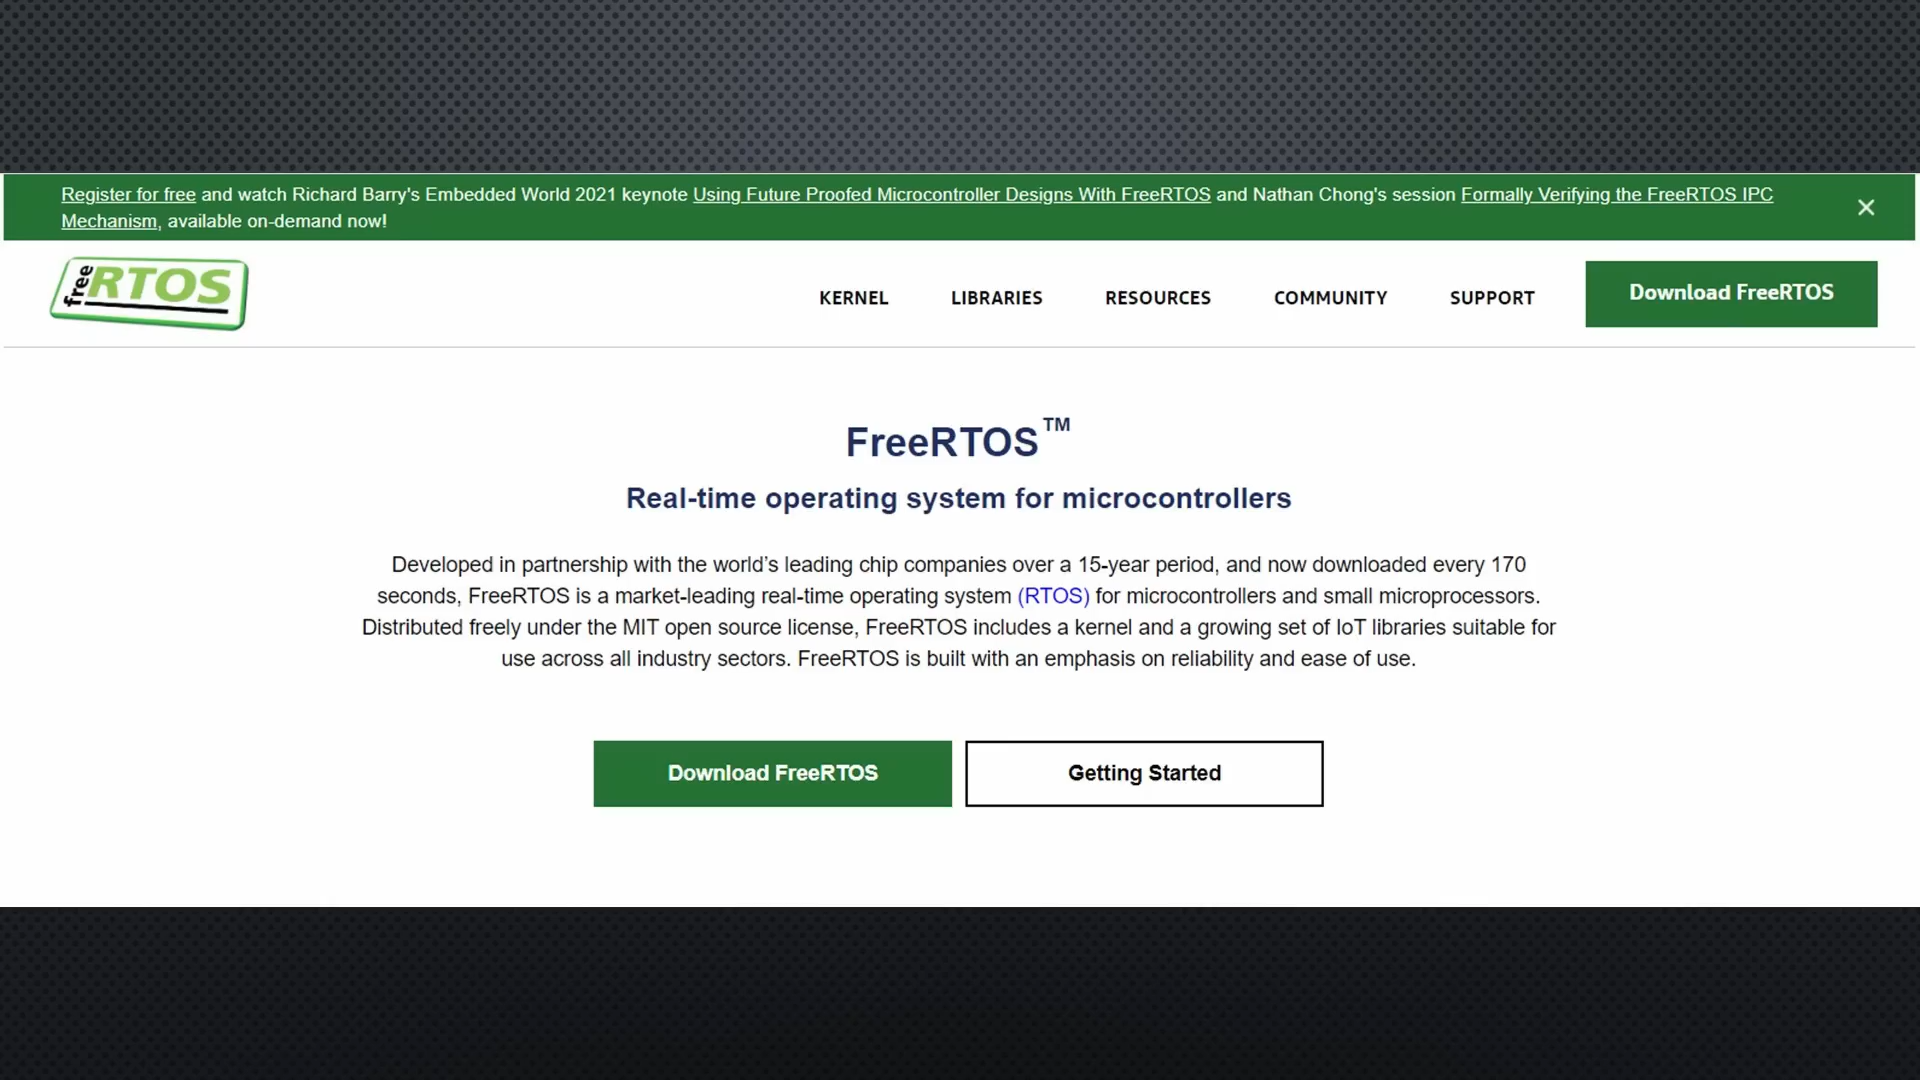 Register for free and watch Richard Barry's Embedded World 2021 keynote Using Future Proofed Microcontroller Designs With FreeRTOS and Nathan Chong's session Formally Verifying the FreeRTOS IPC
Mechanism, available on-demand now!
free RTOS
KERNEL LIBRARIES RESOURCES COMMUNITY SUPPORT Download FreeRTOS
FreeRTOS™
Real-time operating system for microcontrollers
Developed in partnership with the world’s leading chip companies over a 15-year period, and now downloaded every 170
seconds, FreeRTOS is a market-leading real-time operating system (RTOS) for microcontrollers and small microprocessors.
Distributed freely under the MIT open source license, FreeRTOS includes a kernel and a growing set of IoT libraries suitable for
use across all industry sectors. FreeRTOS is built with an emphasis on reliability and ease of use.
Download FreeRTOS Getting Started